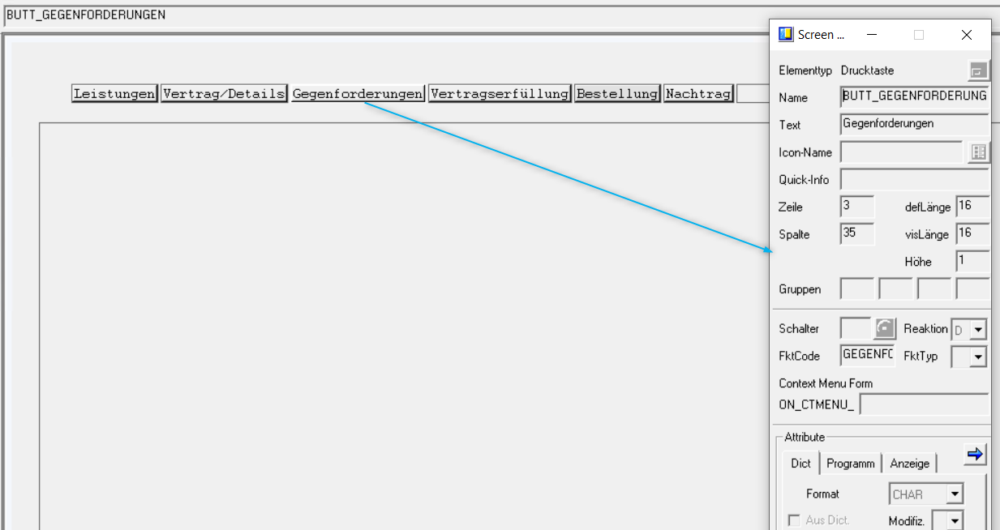 BUTT_GEGENFORDERUNGEN
Leistungen Vertrag/Details Gegenforderungen Vertragserfüllung Bestellung Nachtrag
Screen ...
Elementtyp Drucktaste
Name BUTT_GEGENFORDERUNG
Text Gegenforderungen
Icon-Name
Quick-Info
Zeile 3 defLänge 16
Spalte 35 visLänge 16
Höhe 1
Gruppen
Schalter Reaktion D
FktCode GEGENFO FktTyp
Context Menu Form
ON_CTMENU_
Attribute
Dict Programm Anzeige
Format CHAR
Aus Dict. Modifiz.